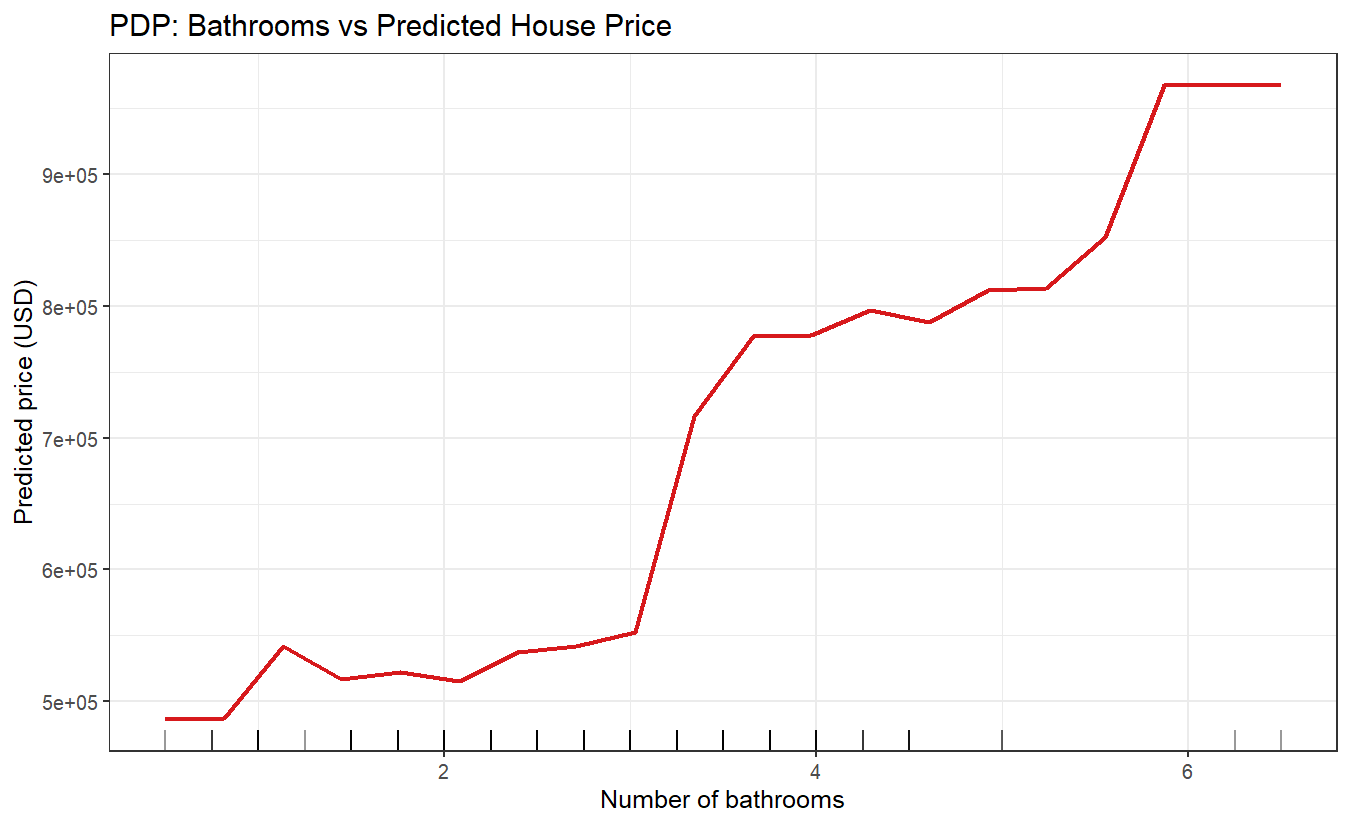 PDP: Bathrooms vs Predicted House Price
Predicted price (USD)
9e+05
8e+05
7e+05
6e+05
5e+05
2
4
6
Number of bathrooms